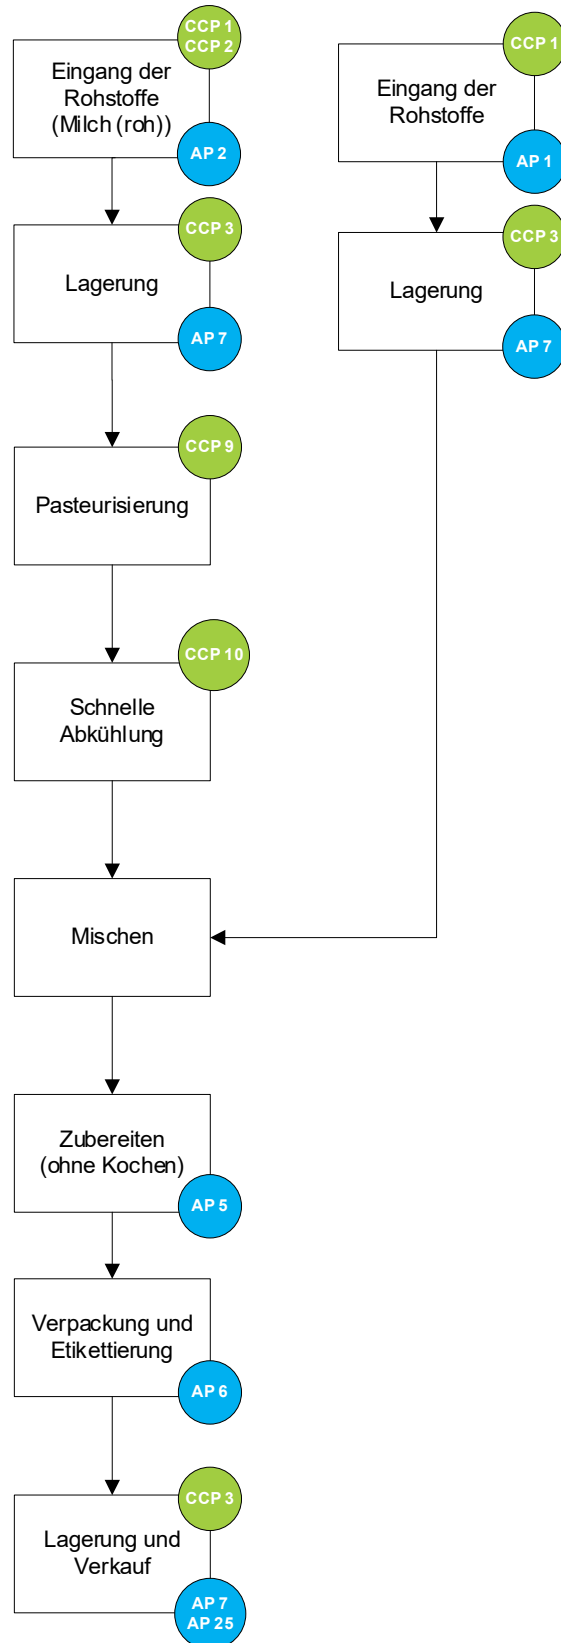 CCP 1
CCP 2
Eingang der
Rohstoffe
(Milch (roh))
AP 2
CCP 1
Eingang der
Rohstoffe
AP 1
CCP 3
Lagerung
AP 7
CCP 3
Lagerung
AP 7
CCP 9
Pasteurisierung
CCP 10
Schnelle
Abkühlung
Mischen
Zubereiten
(ohne Kochen)
AP 5
Verpackung und
Etikettierung
AP 6
CCP 3
Lagerung und
Verkauf
AP 7
AP 25